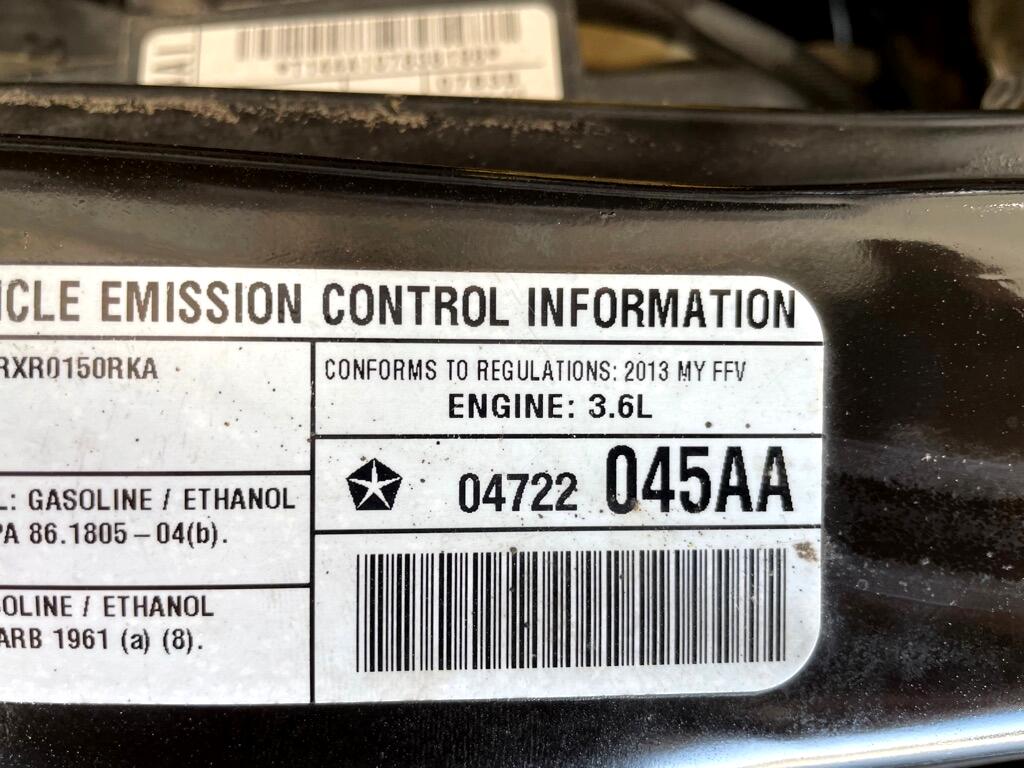 ICLE EMISSION CONTROL INFORMATION
RXR0150RKA
CONFORMS TO REGULATIONS: 2013 MY FFV
ENGINE: 3.6L
04722 045AA
L: GASOLINE / ETHANOL
PA 86.1805-04(b).
OLINE / ETHANOL
ARB 1961 (a) (8).